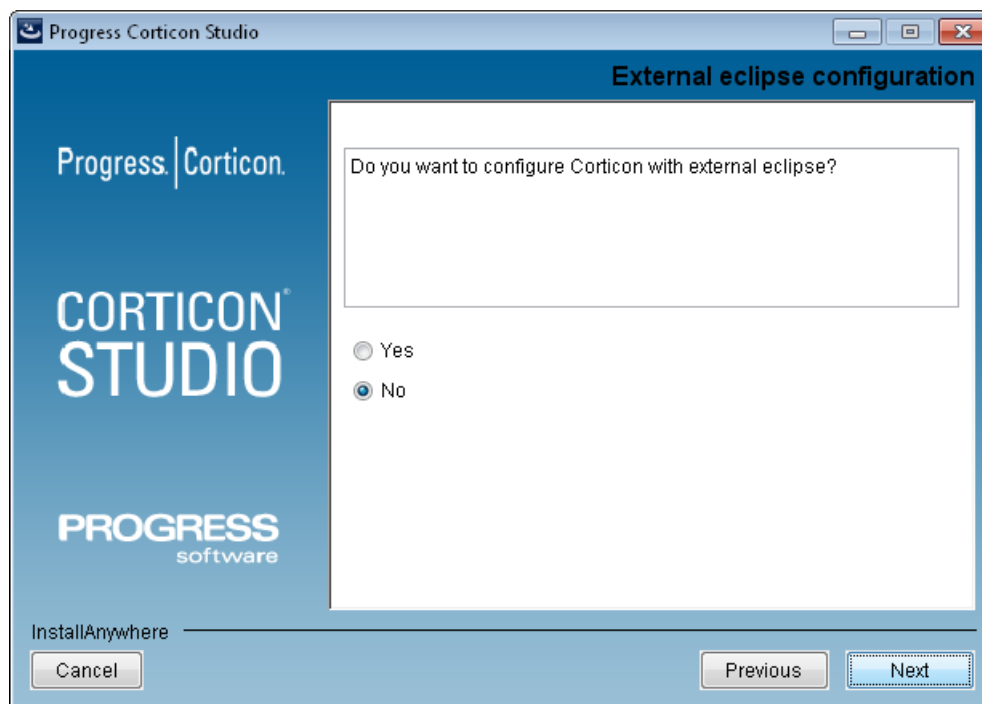 Progress Corticon Studio
External eclipse configuration
Progress. | Corticon.
Do you want to configure Corticon with external eclipse?
CORTICON®
STUDIO
Yes
No
PROGRESS
software
InstallAnywhere
Cancel
Previous
Next